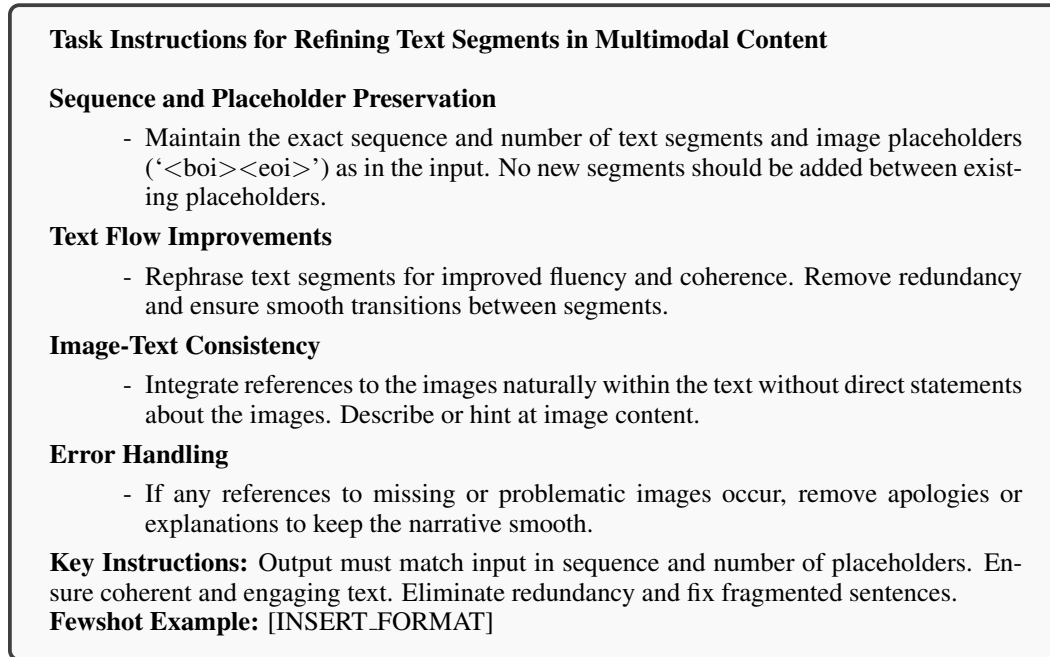 Task Instructions for Refining Text Segments in Multimodal Content
Sequence and Placeholder Preservation
- Maintain the exact sequence and number of text segments and image placeholders
(‘<boi><eoi>’) as in the input. No new segments should be added between exist-
ing placeholders.
Text Flow Improvements
- Rephrase text segments for improved fluency and coherence. Remove redundancy
and ensure smooth transitions between segments.
Image-Text Consistency
- Integrate references to the images naturally within the text without direct statements
about the images. Describe or hint at image content.
Error Handling
- If any references to missing or problematic images occur, remove apologies or
explanations to keep the narrative smooth.
Key Instructions: Output must match input in sequence and number of placeholders. En-
sure coherent and engaging text. Eliminate redundancy and fix fragmented sentences.
Fewshot Example: [INSERT_FORMAT]